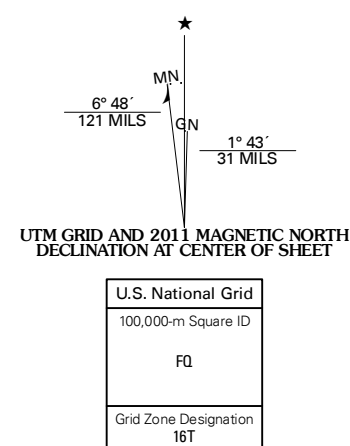 ★
M.N.
6° 48´
121 MILS
GN
1° 43´
31 MILS
UTM GRID AND 2011 MAGNETIC NORTH
DECLINATION AT CENTER OF SHEET
U.S. National Grid
100,000-m Square ID
FQ
Grid Zone Designation
16T